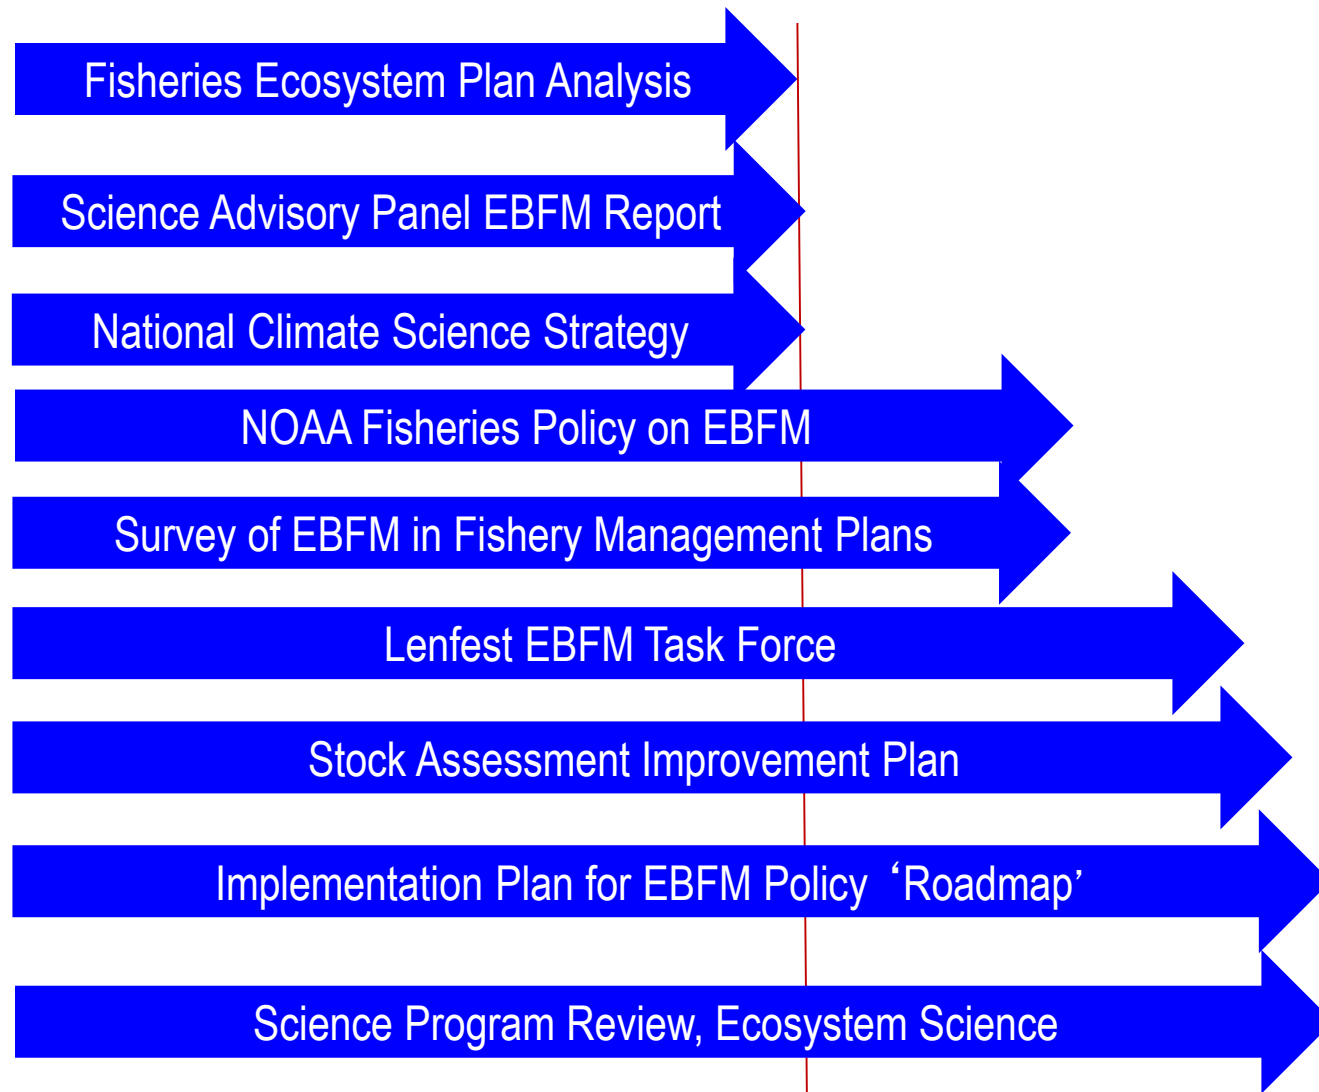 Fisheries Ecosystem Plan Analysis
Science Advisory Panel EBFM Report
National Climate Science Strategy
NOAA Fisheries Policy on EBFM
Survey of EBFM in Fishery Management Plans
Lenfest EBFM Task Force
Stock Assessment Improvement Plan
Implementation Plan for EBFM Policy ‘Roadmap’
Science Program Review, Ecosystem Science